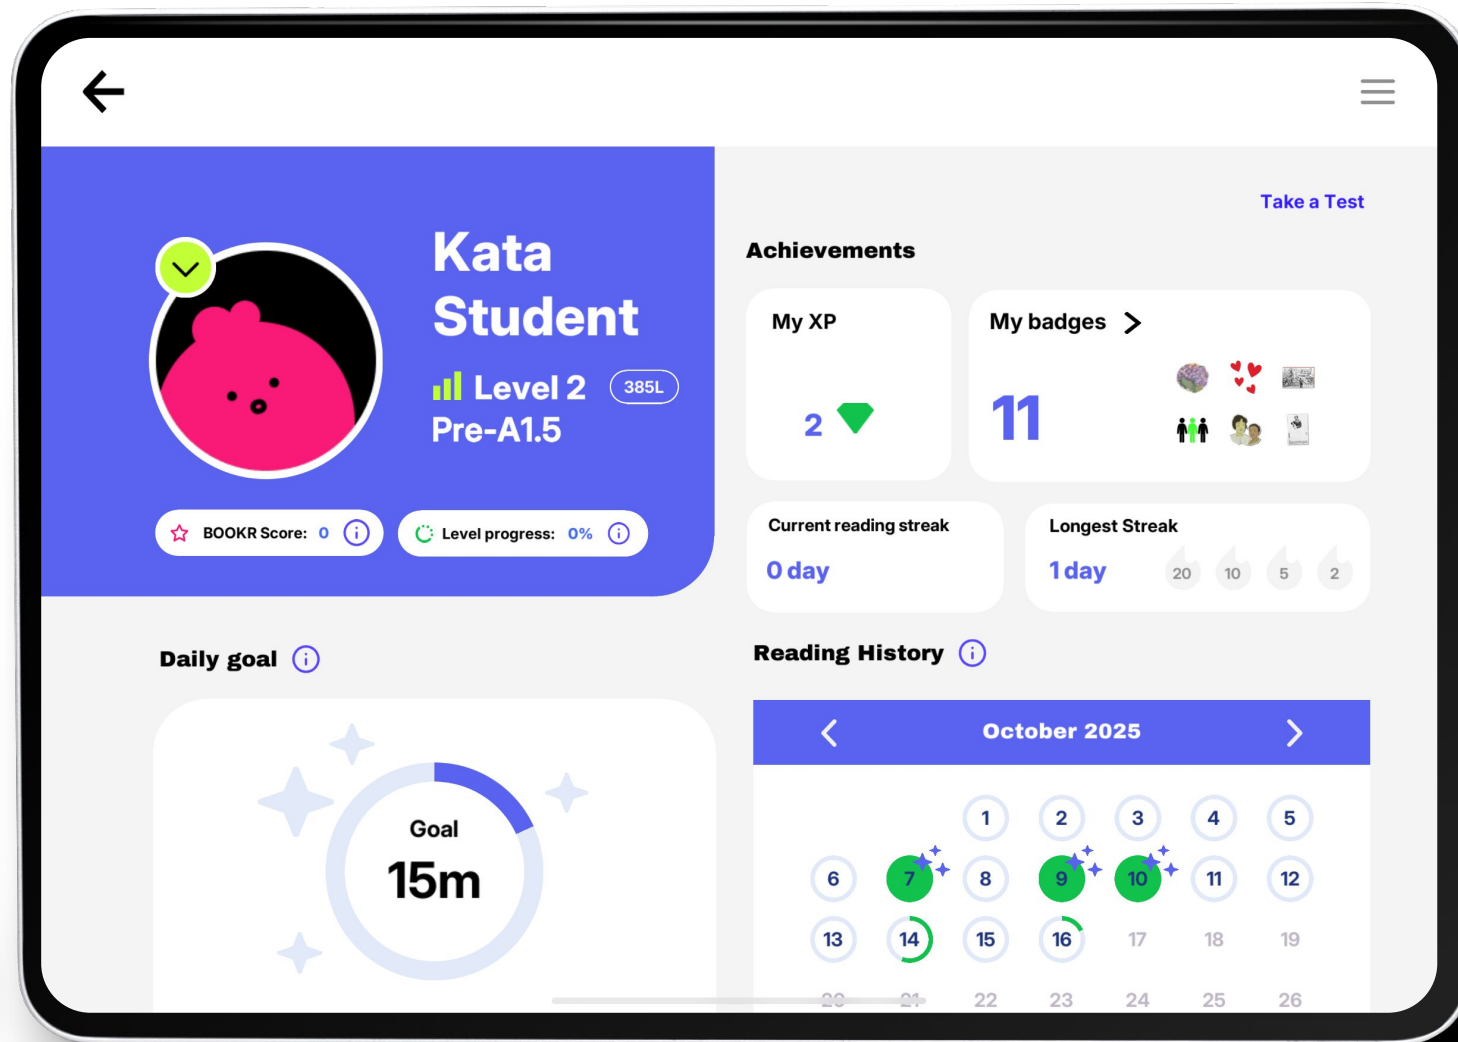 Kata
Student
Level 2 385L
Pre-A1.5
BOOKR Score: 0
Level progress: 0%
Take a Test
Achievements
My XP
2
My badges
11
Current reading streak
0 day
Longest Streak
1 day
20 10 5 2
Daily goal
Goal
15m
Reading History
October 2025
1 2 3 4 5
6 7 8 9 10 11 12
13 14 15 16 17 18 19
20 21 22 23 24 25 26